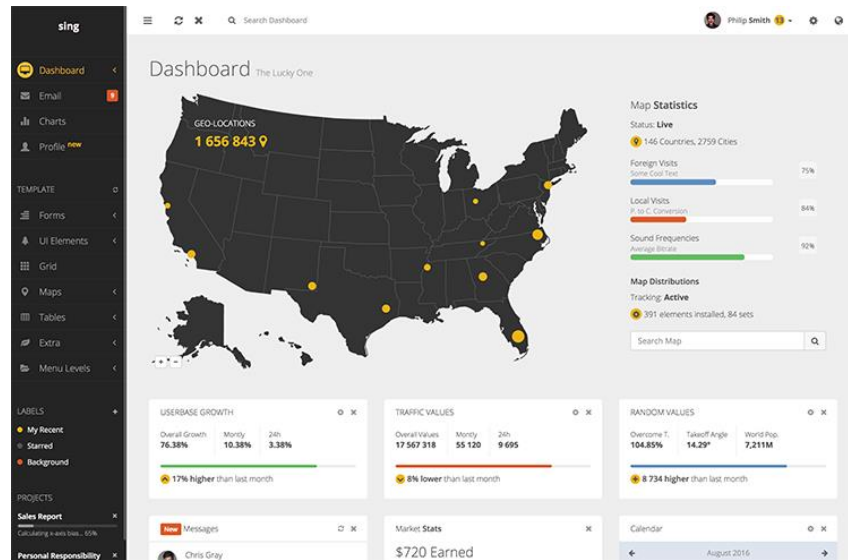 sing
Search Dashboard
Philip Smith 13
Dashboard
Email 9
Charts
Profile new
TEMPLATE
Forms
UI Elements
Grid
Maps
Tables
Extra
Menu Levels
LABELS
My Recent
Starred
Background
PROJECTS
Sales Report
Calculating x-axis bias... 65%
Personal Responsibility
Dashboard The Lucky One
GEO-LOCATIONS
1 656 843
+
−
Map Statistics
Status: Live
146 Countries, 2759 Cities
Foreign Visits
Some Cool Text
75%
Local Visits
P. to C. Conversion
84%
Sound Frequencies
Average Bitrate
92%
Map Distributions
Tracking: Active
391 elements installed, 84 sets
Search Map
USERBASE GROWTH
Overall Growth Montly 24h
76.38% 10.38% 3.38%
17% higher than last month
TRAFFIC VALUES
Overall Values Montly 24h
17 567 318 55 120 9 695
8% lower than last month
RANDOM VALUES
Overcome T. Takeoff Angle World Pop.
104.85% 14.29° 7,211M
8 734 higher than last month
New Messages
Chris Gray
Market Stats
$720 Earned
Calendar
August 2016